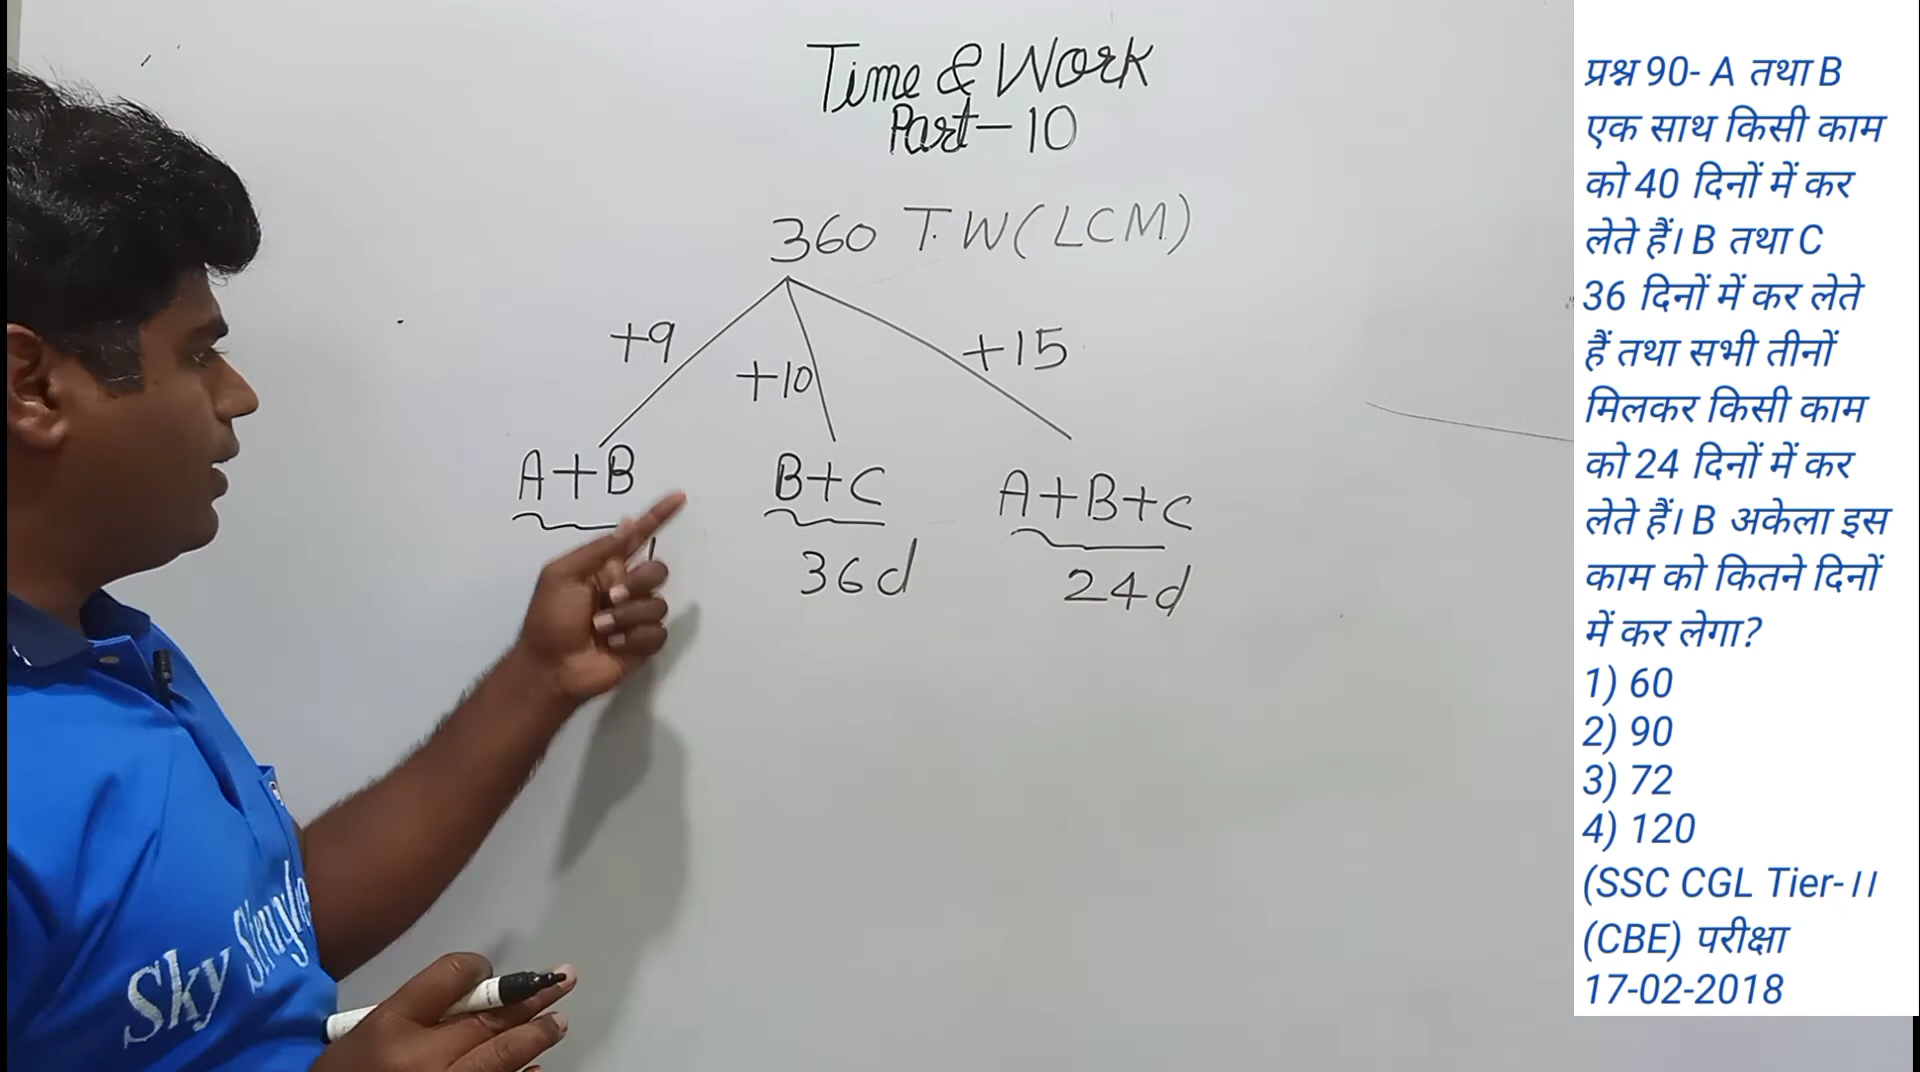 Time & Work
Part-10
360 T.W(LCM)
+9
+10
+15
A+B
B+C
A+B+C
36d
24d
Sky Struggle
प्रश्न 90- A तथा B
एक साथ किसी काम
को 40 दिनों में कर
लेते हैं। B तथा C
36 दिनों में कर लेते
हैं तथा सभी तीनों
मिलकर किसी काम
को 24 दिनों में कर
लेते हैं। B अकेला इस
काम को कितने दिनों
में कर लेगा?
1) 60
2) 90
3) 72
4) 120
(SSC CGL Tier-।।
(CBE) परीक्षा
17-02-2018